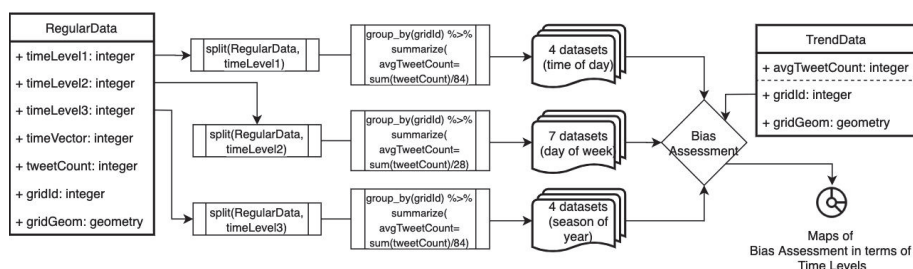 RegularData
+ timeLevel1: integer
+ timeLevel2: integer
+ timeLevel3: integer
+ timeVector: integer
+ tweetCount: integer
+ gridId: integer
+ gridGeom: geometry
split(RegularData,
timeLevel1)
group_by(gridId) %>%
summarize(
avgTweetCount=
sum(tweetCount)/84)
4 datasets
(time of day)
split(RegularData,
timeLevel2)
group_by(gridId) %>%
summarize(
avgTweetCount=
sum(tweetCount)/28)
7 datasets
(day of week)
split(RegularData,
timeLevel3)
group_by(gridId) %>%
summarize(
avgTweetCount=
sum(tweetCount)/84)
4 datasets
(season of
year)
Bias
Assessment
TrendData
+ avgTweetCount: integer
+ gridId: integer
+ gridGeom: geometry
Maps of
Bias Assessment in terms of
Time Levels